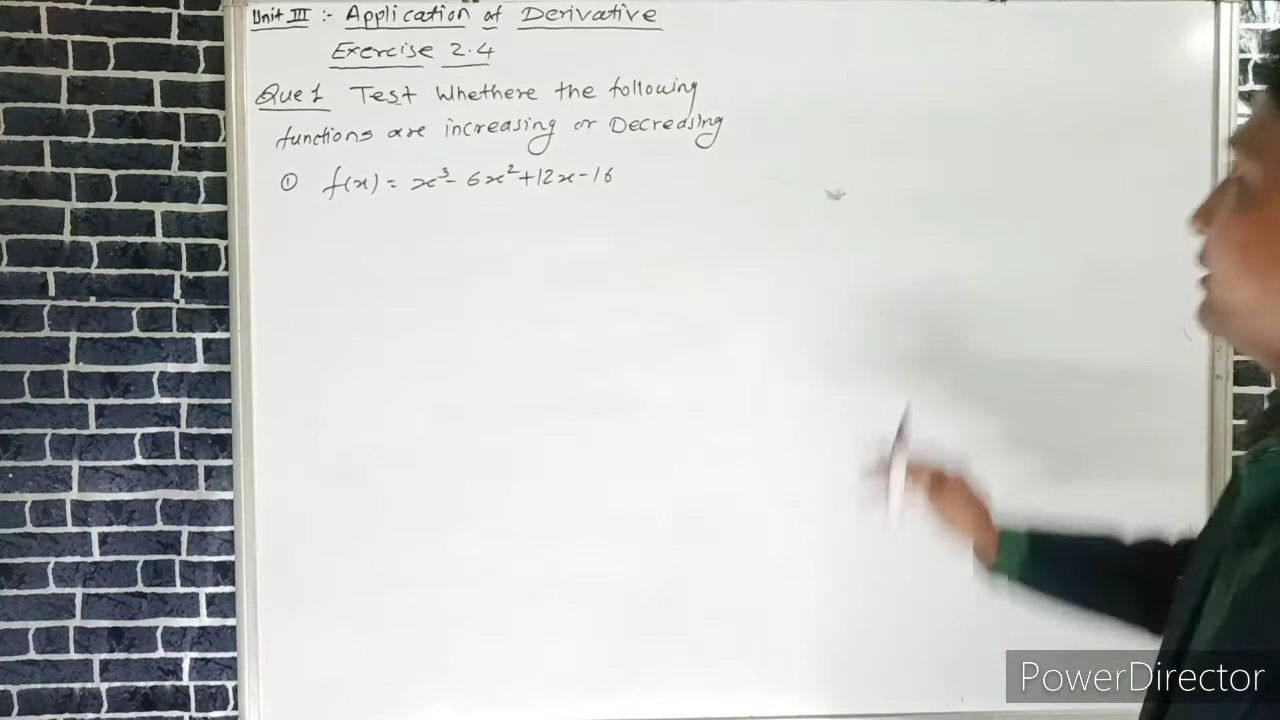 Unit III :- Application of Derivative
Exercise 2.4
Que 1 Test Whethere the following
functions are increasing or Decreasing
① f(x) = x³- 6x²+12x-16
PowerDirector